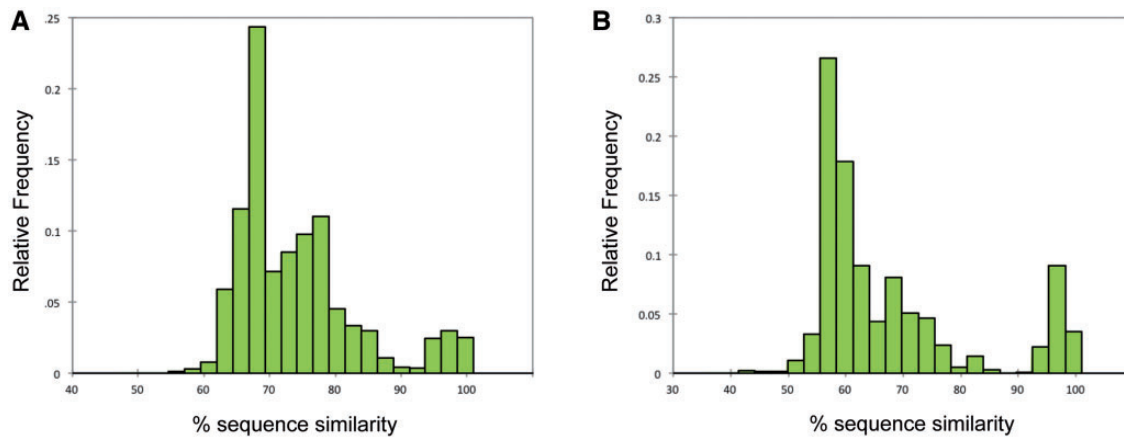 A
B
.25
.2
.15
.1
.05
0
40 50 60 70 80 90 100
Relative Frequency
% sequence similarity
0.3
0.25
0.2
0.15
0.1
0.05
0
30 40 50 60 70 80 90 100
Relative Frequency
% sequence similarity